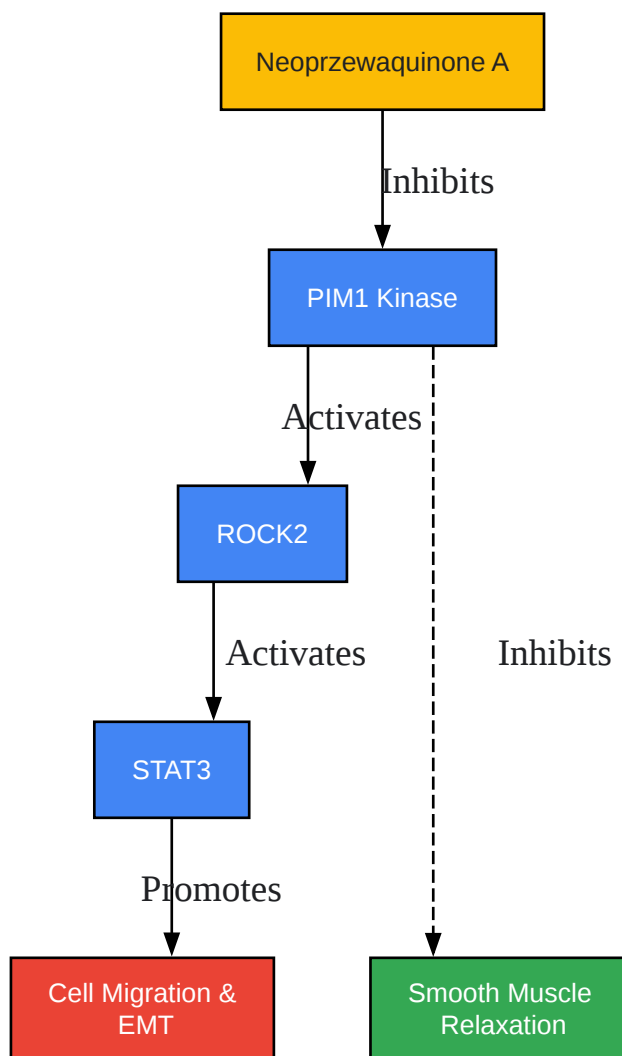 Neoprzewaquinone A
Inhibits
PIM1 Kinase
Activates
ROCK2
Activates
Inhibits
STAT3
Promotes
Cell Migration &
EMT
Smooth Muscle
Relaxation